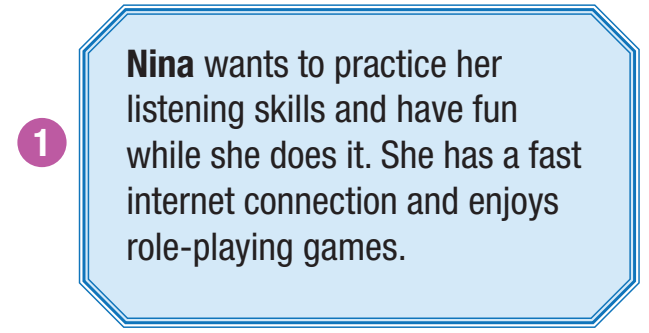 1
Nina wants to practice her
listening skills and have fun
while she does it. She has a fast
internet connection and enjoys
role-playing games.